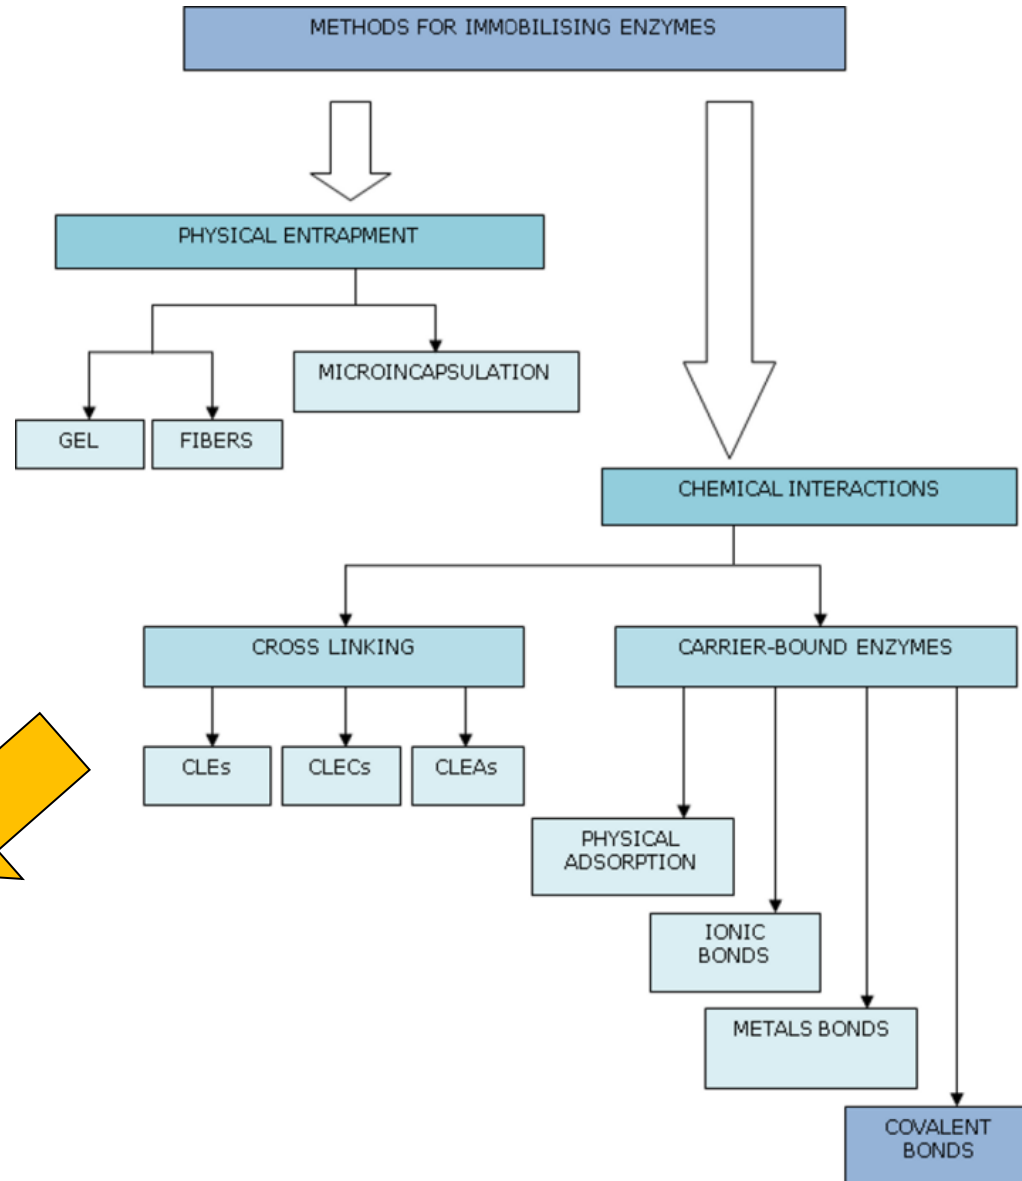 METHODS FOR IMMOBILISING ENZYMES
PHYSICAL ENTRAPMENT
MICROINCAPSULATION
GEL
FIBERS
CHEMICAL INTERACTIONS
CROSS LINKING
CARRIER-BOUND ENZYMES
CLEs
CLECs
CLEAs
PHYSICAL
ADSORPTION
IONIC
BONDS
METALS BONDS
COVALENT
BONDS